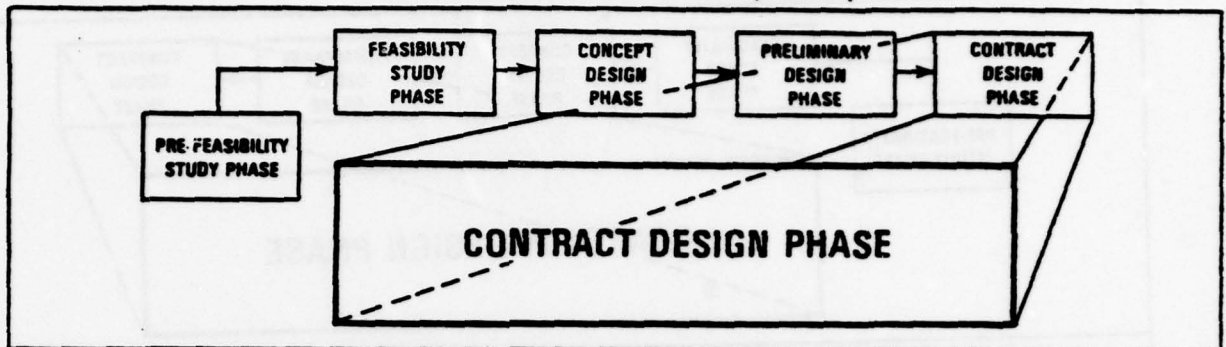 FEASIBILITY
STUDY
PHASE
CONCEPT
DESIGN
PHASE
PRELIMINARY
DESIGN
PHASE
CONTRACT
DESIGN
PHASE
PRE-FEASIBILITY
STUDY PHASE
CONTRACT DESIGN PHASE